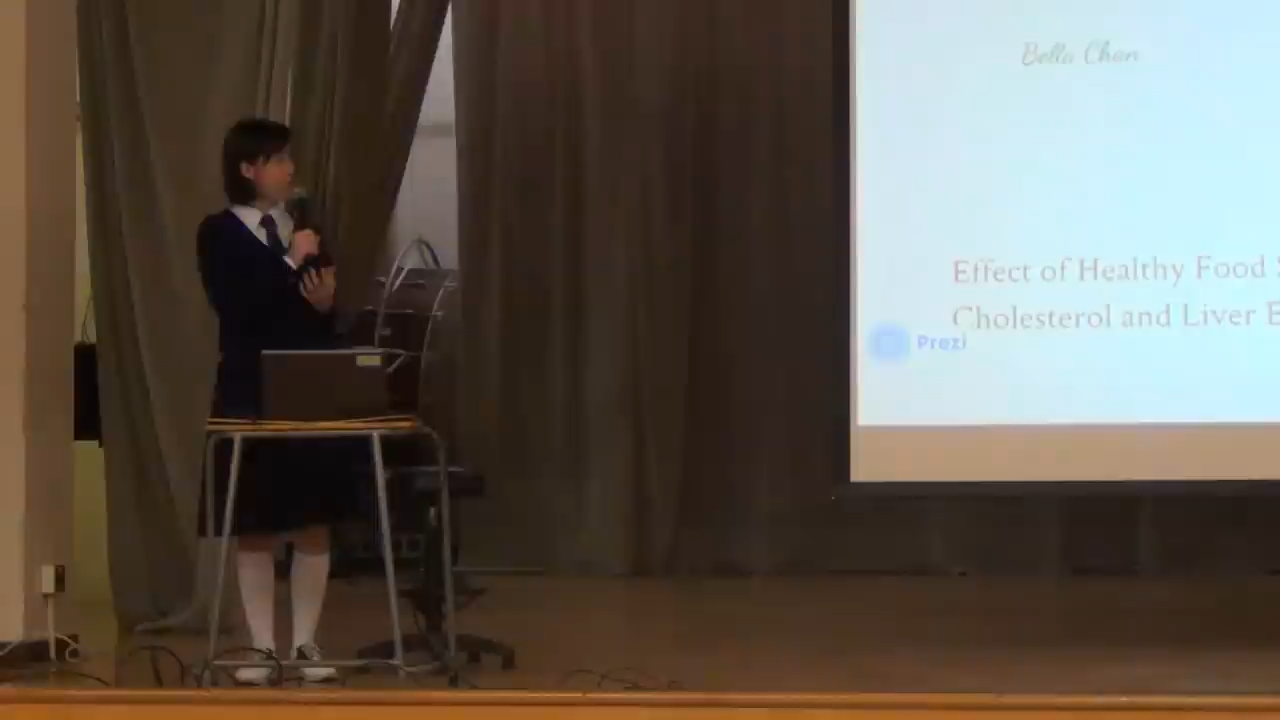 Bella Chan
Effect of Healthy Food
Cholesterol and Liver
Prezi